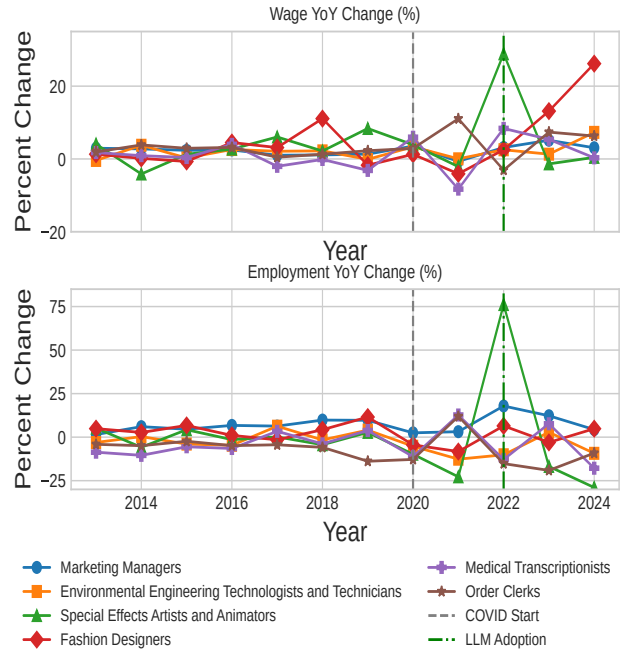 Wage YoY Change (%)
Percent Change
20
0
−20
Year
Employment YoY Change (%)
Percent Change
75
50
25
0
−25
2014 2016 2018 2020 2022 2024
Year
Marketing Managers
Environmental Engineering Technologists and Technicians
Special Effects Artists and Animators
Fashion Designers
Medical Transcriptionists
Order Clerks
COVID Start
LLM Adoption